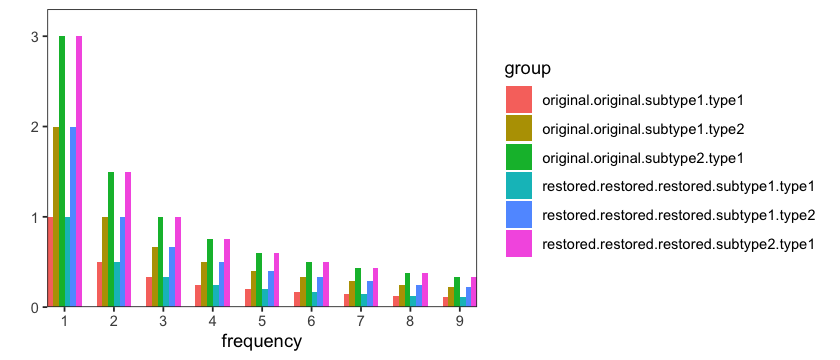 3
2
1
0
1 2 3 4 5 6 7 8 9
frequency
group
original.original.subtype1.type1
original.original.subtype1.type2
original.original.subtype2.type1
restored.restored.restored.subtype1.type1
restored.restored.restored.subtype1.type2
restored.restored.restored.subtype2.type1